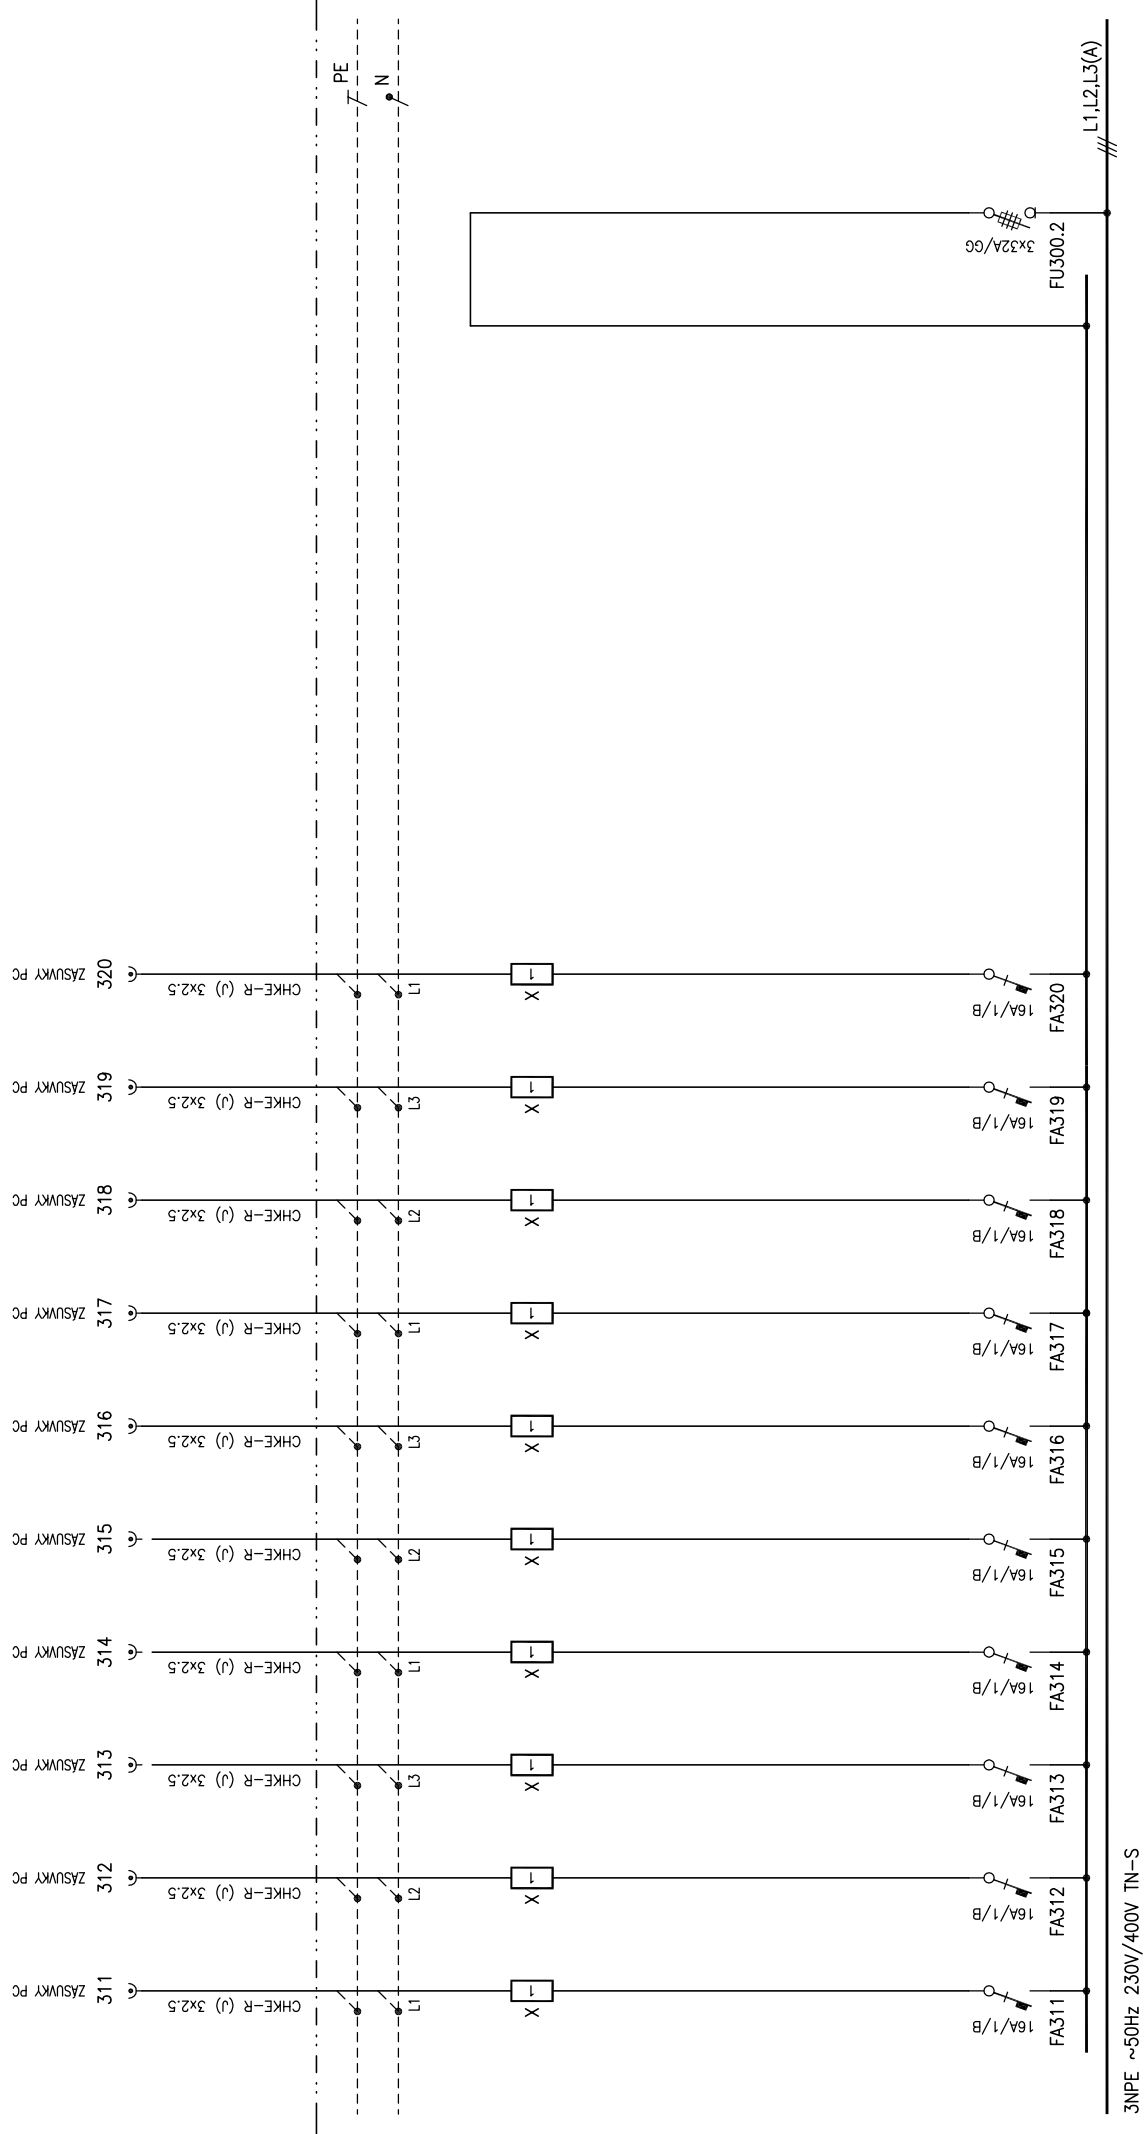 PE
N
L1,L2,L3(A)
3x32A/GG
FU300.2
ZÁSUVKY PC
320
CHKE-R (J) 3x2.5
L1
1
X
16A/1/B
FA320
ZÁSUVKY PC
319
CHKE-R (J) 3x2.5
L3
1
X
16A/1/B
FA319
ZÁSUVKY PC
318
CHKE-R (J) 3x2.5
L2
1
X
16A/1/B
FA318
ZÁSUVKY PC
317
CHKE-R (J) 3x2.5
L1
1
X
16A/1/B
FA317
ZÁSUVKY PC
316
CHKE-R (J) 3x2.5
L3
1
X
16A/1/B
FA316
ZÁSUVKY PC
315
CHKE-R (J) 3x2.5
L2
1
X
16A/1/B
FA315
ZÁSUVKY PC
314
CHKE-R (J) 3x2.5
L1
1
X
16A/1/B
FA314
ZÁSUVKY PC
313
CHKE-R (J) 3x2.5
L3
1
X
16A/1/B
FA313
ZÁSUVKY PC
312
CHKE-R (J) 3x2.5
L2
1
X
16A/1/B
FA312
ZÁSUVKY PC
311
CHKE-R (J) 3x2.5
L1
1
X
16A/1/B
FA311
3NPE ~50Hz 230V/400V TN-S